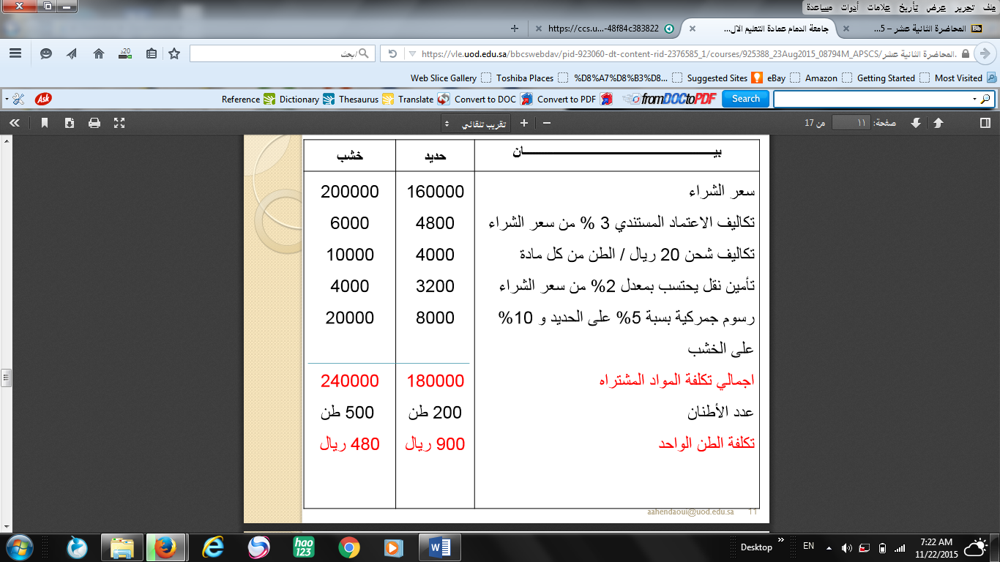 ملف تحرير عرض تأريخ علامات أدوات مساعدة
المحاضرة الثانية عشر – 5...
جامعة الدمام عمادة التعليم الال...
https://ccs.u...-48f84c383822
https://vle.uod.edu.sa/bbcswebdav/pid-923060-dt-content-rid-2376585_1/courses/925388_23Aug2015_08794M_APSCS/المحاضرة الثانية عشر.
بحث
20د
Web Slice Gallery %D8%A7%D8%B3%D8... Toshiba Places Suggested Sites eBay Amazon Getting Started Most Visited
Ask Reference Dictionary Thesaurus Translate Convert to DOC Convert to PDF fromDOCtoPDF Search
صفحة: ١١ من 17
تقريب تلقائي
بيـــــــان حديد خشب
سعر الشراء 160000 200000
تكاليف الاعتماد المستندي 3 % من سعر الشراء 4800 6000
تكاليف شحن 20 ريال / الطن من كل مادة 4000 10000
تأمين نقل يحتسب بمعدل 2% من سعر الشراء 3200 4000
رسوم جمركية بسبة 5% على الحديد و 10% 8000 20000
على الخشب
اجمالي تكلفة المواد المشتراه 180000 240000
عدد الأطنان 200 طن 500 طن
تكلفة الطن الواحد 900 ريال 480 ريال
aahendaoui@uod.edu.sa 11
hao123
Desktop EN 7:22 AM
11/22/2015